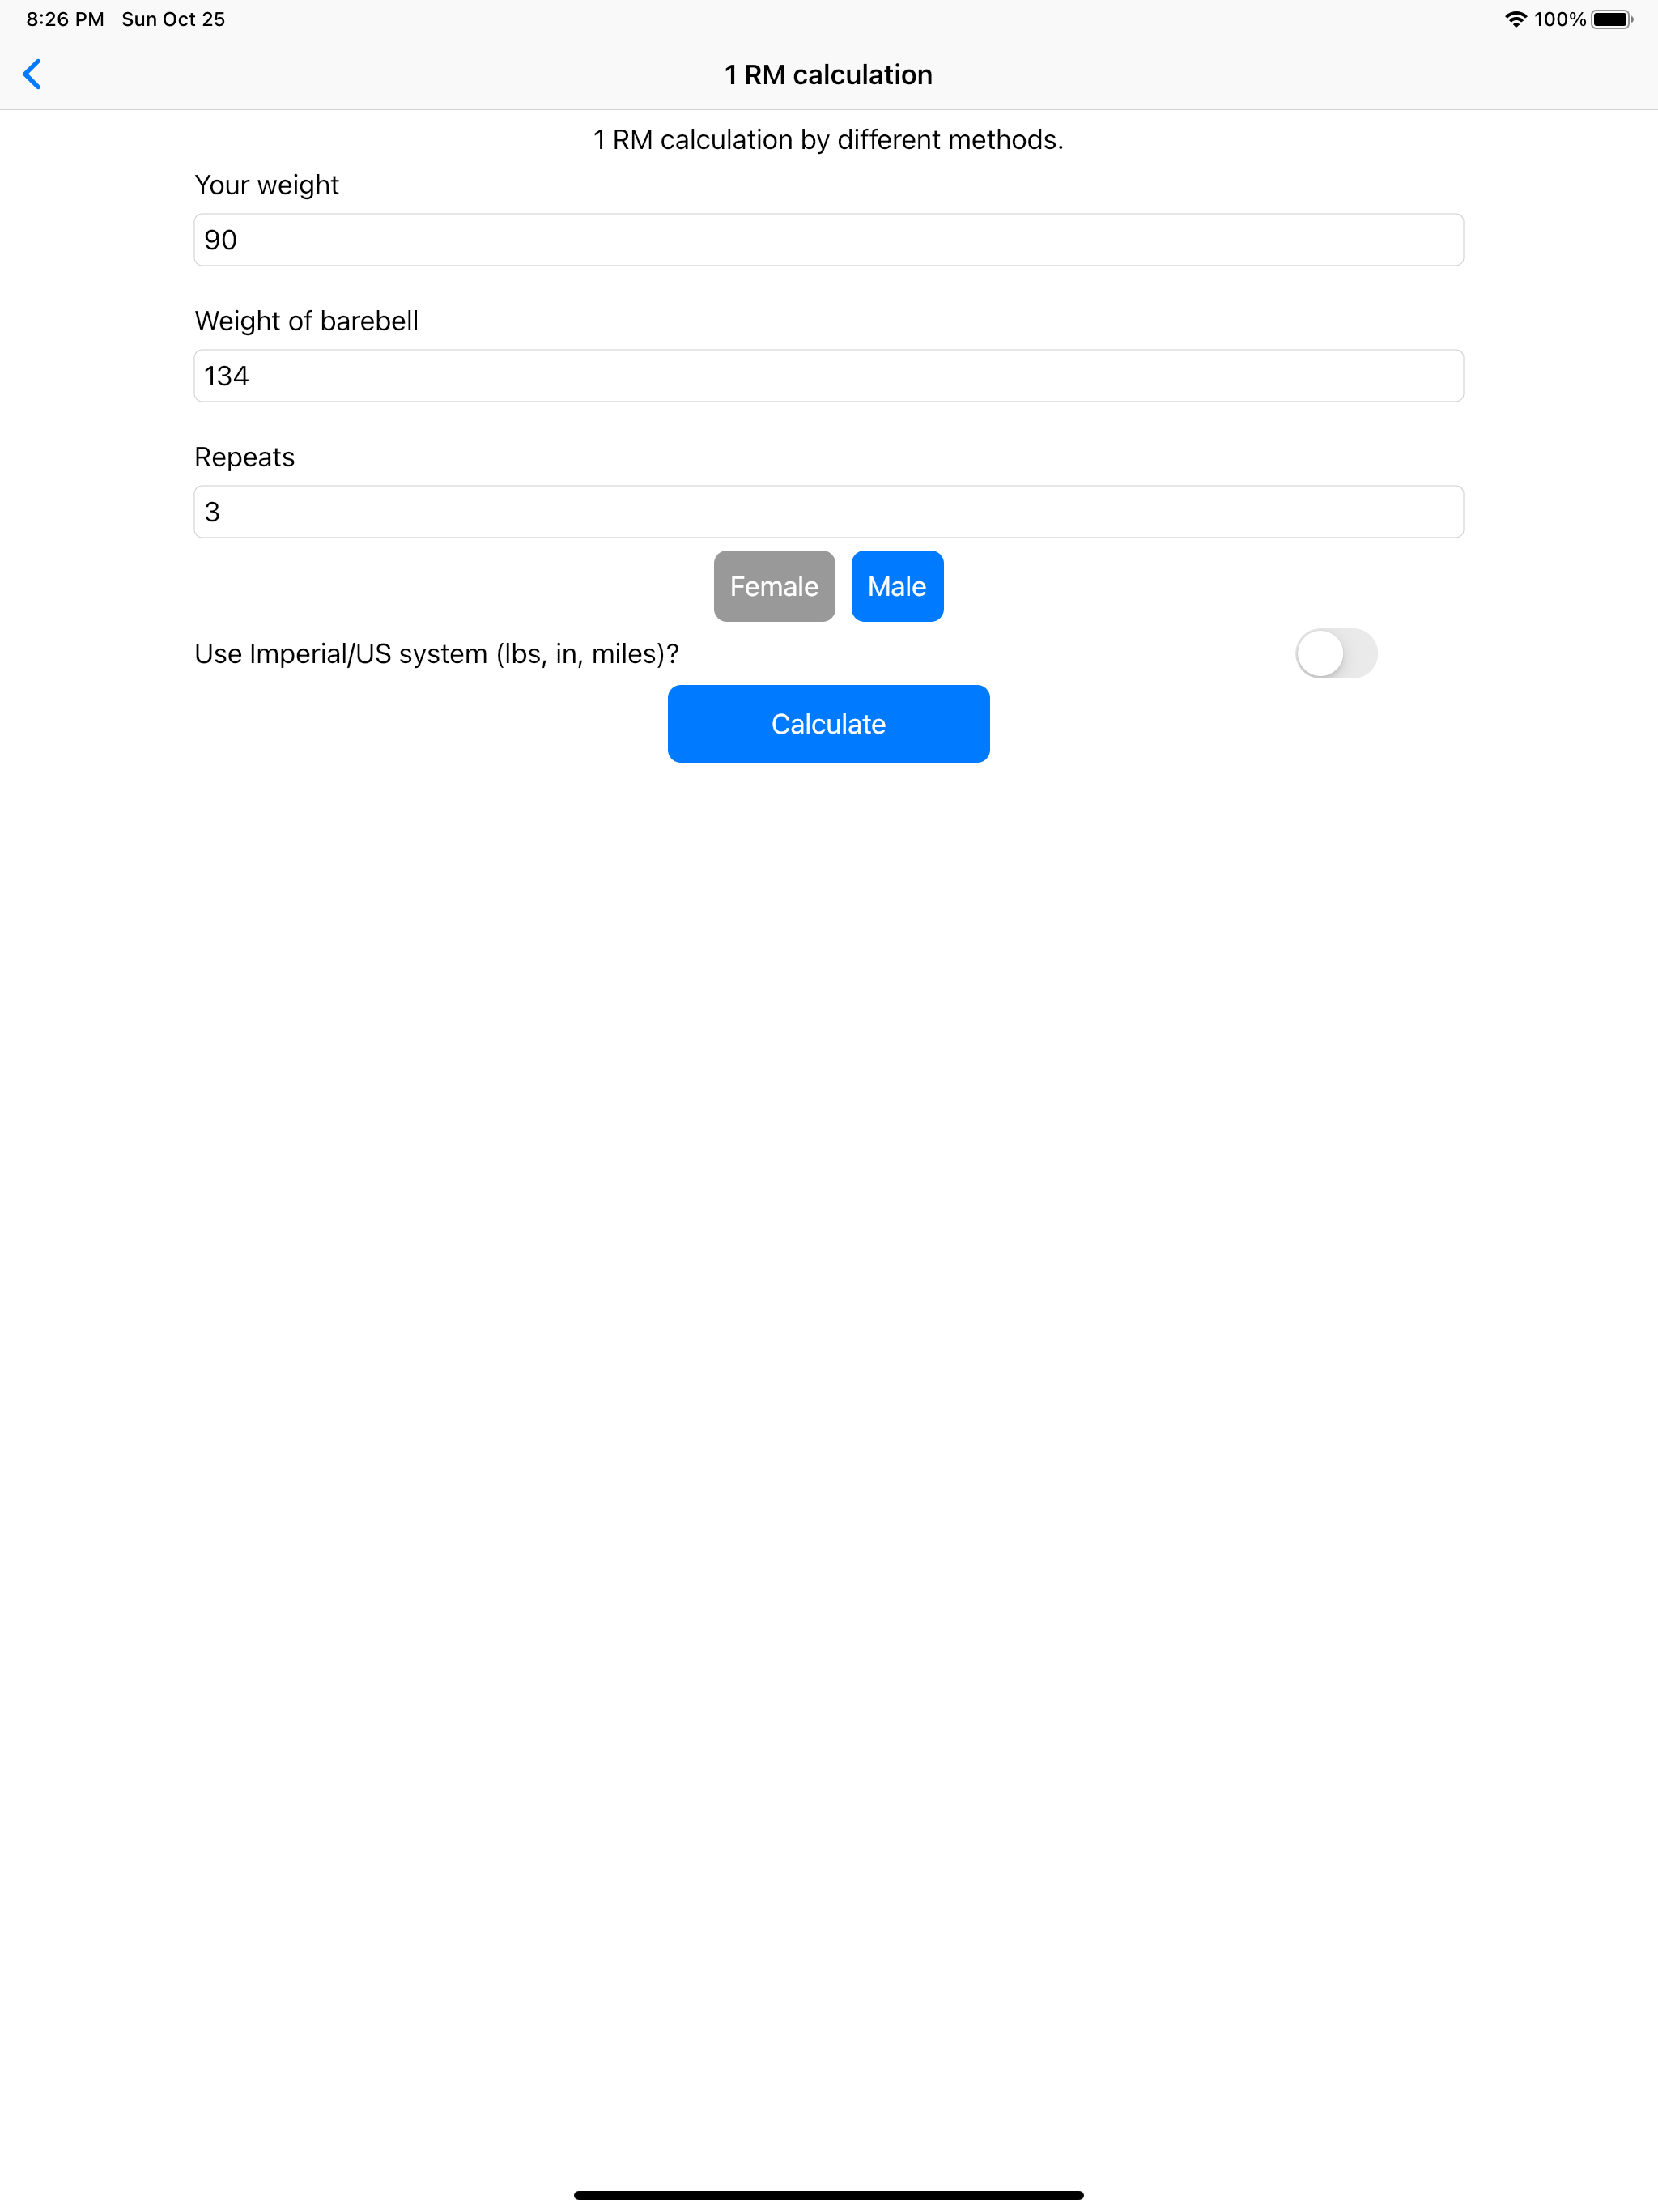 8:26 PM Sun Oct 25 100%
1 RM calculation
1 RM calculation by different methods.
Your weight
90
Weight of barebell
134
Repeats
3
Female Male
Use Imperial/US system (lbs, in, miles)?
Calculate